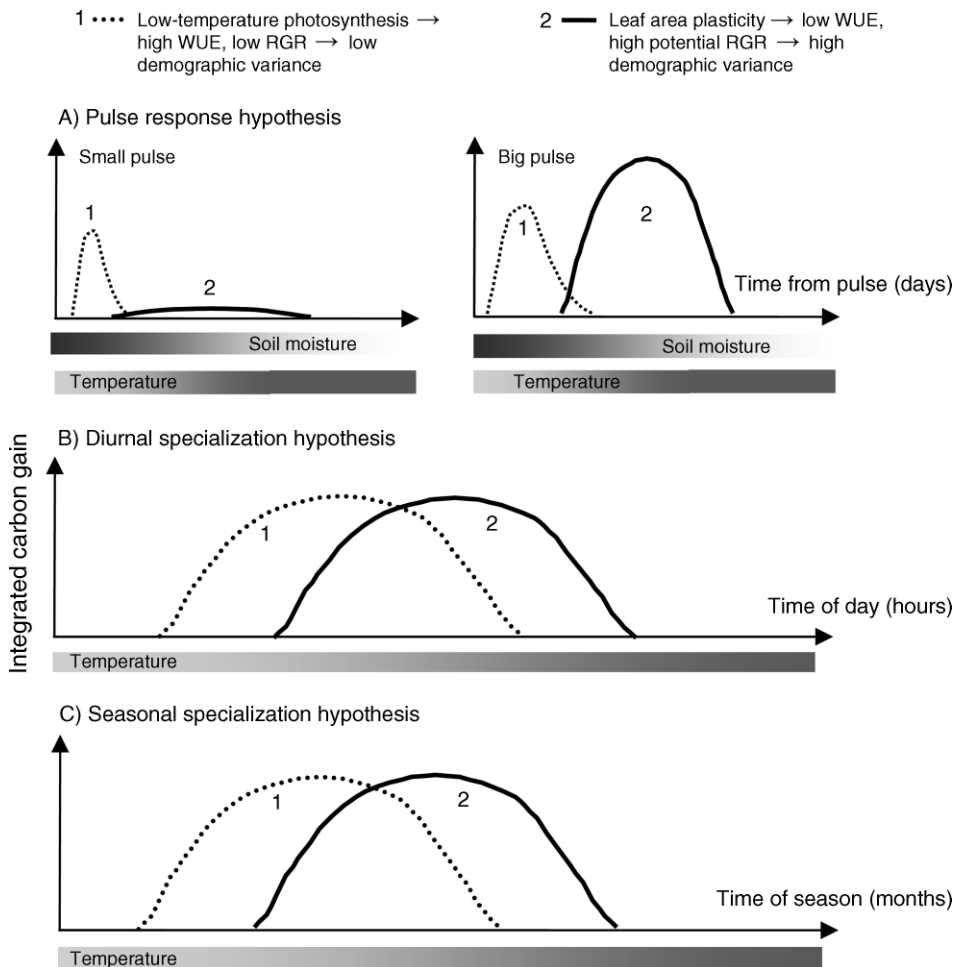 1 Low-temperature photosynthesis →
high WUE, low RGR → low
demographic variance
2 Leaf area plasticity → low WUE,
high potential RGR → high
demographic variance
A) Pulse response hypothesis
Small pulse
1
2
Soil moisture
Temperature
Big pulse
1
2
Time from pulse (days)
Soil moisture
Temperature
Integrated carbon gain
B) Diurnal specialization hypothesis
1
2
Time of day (hours)
Temperature
C) Seasonal specialization hypothesis
1
2
Time of season (months)
Temperature